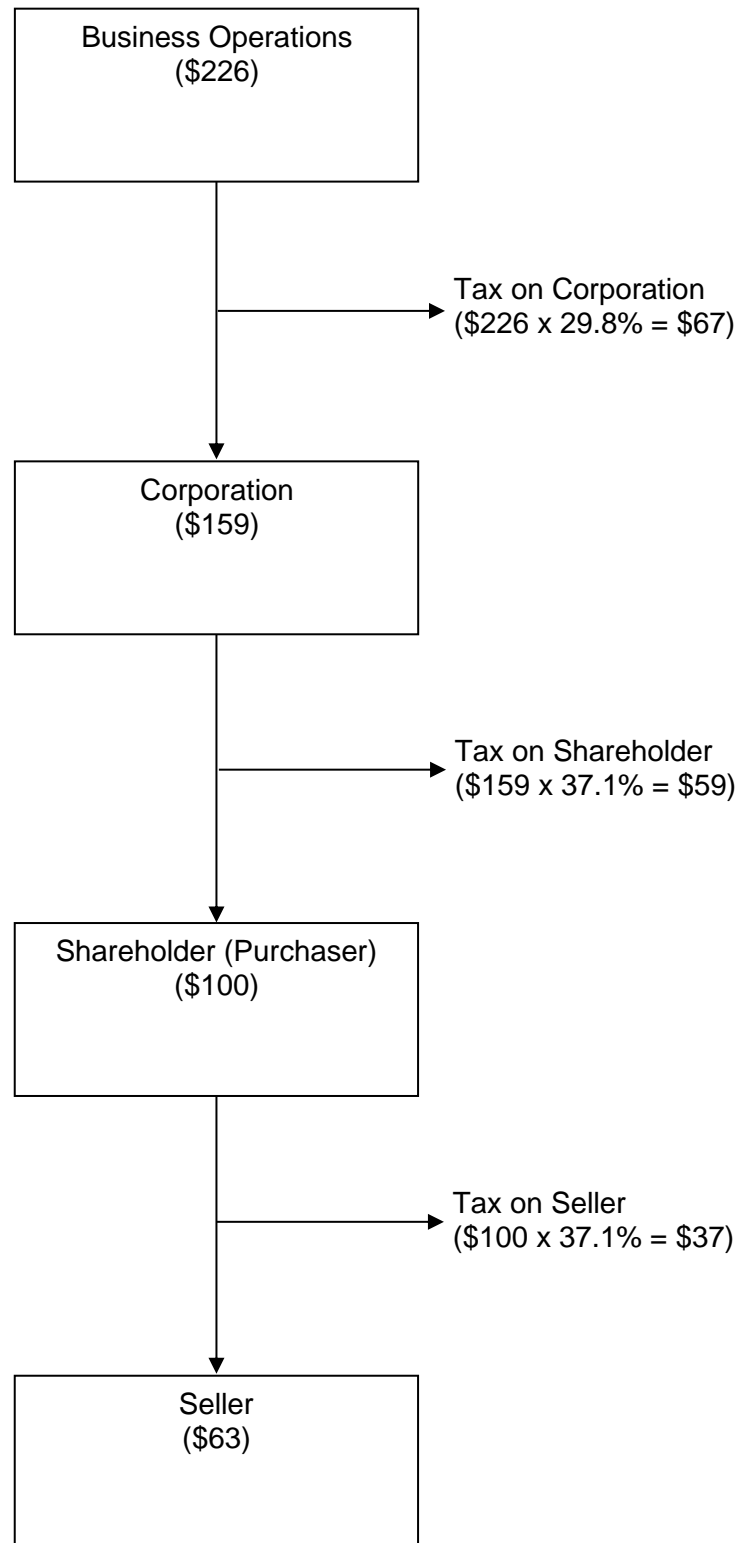 Business Operations
($226)
Tax on Corporation
($226 x 29.8% = $67)
Corporation
($159)
Tax on Shareholder
($159 x 37.1% = $59)
Shareholder (Purchaser)
($100)
Tax on Seller
($100 x 37.1% = $37)
Seller
($63)